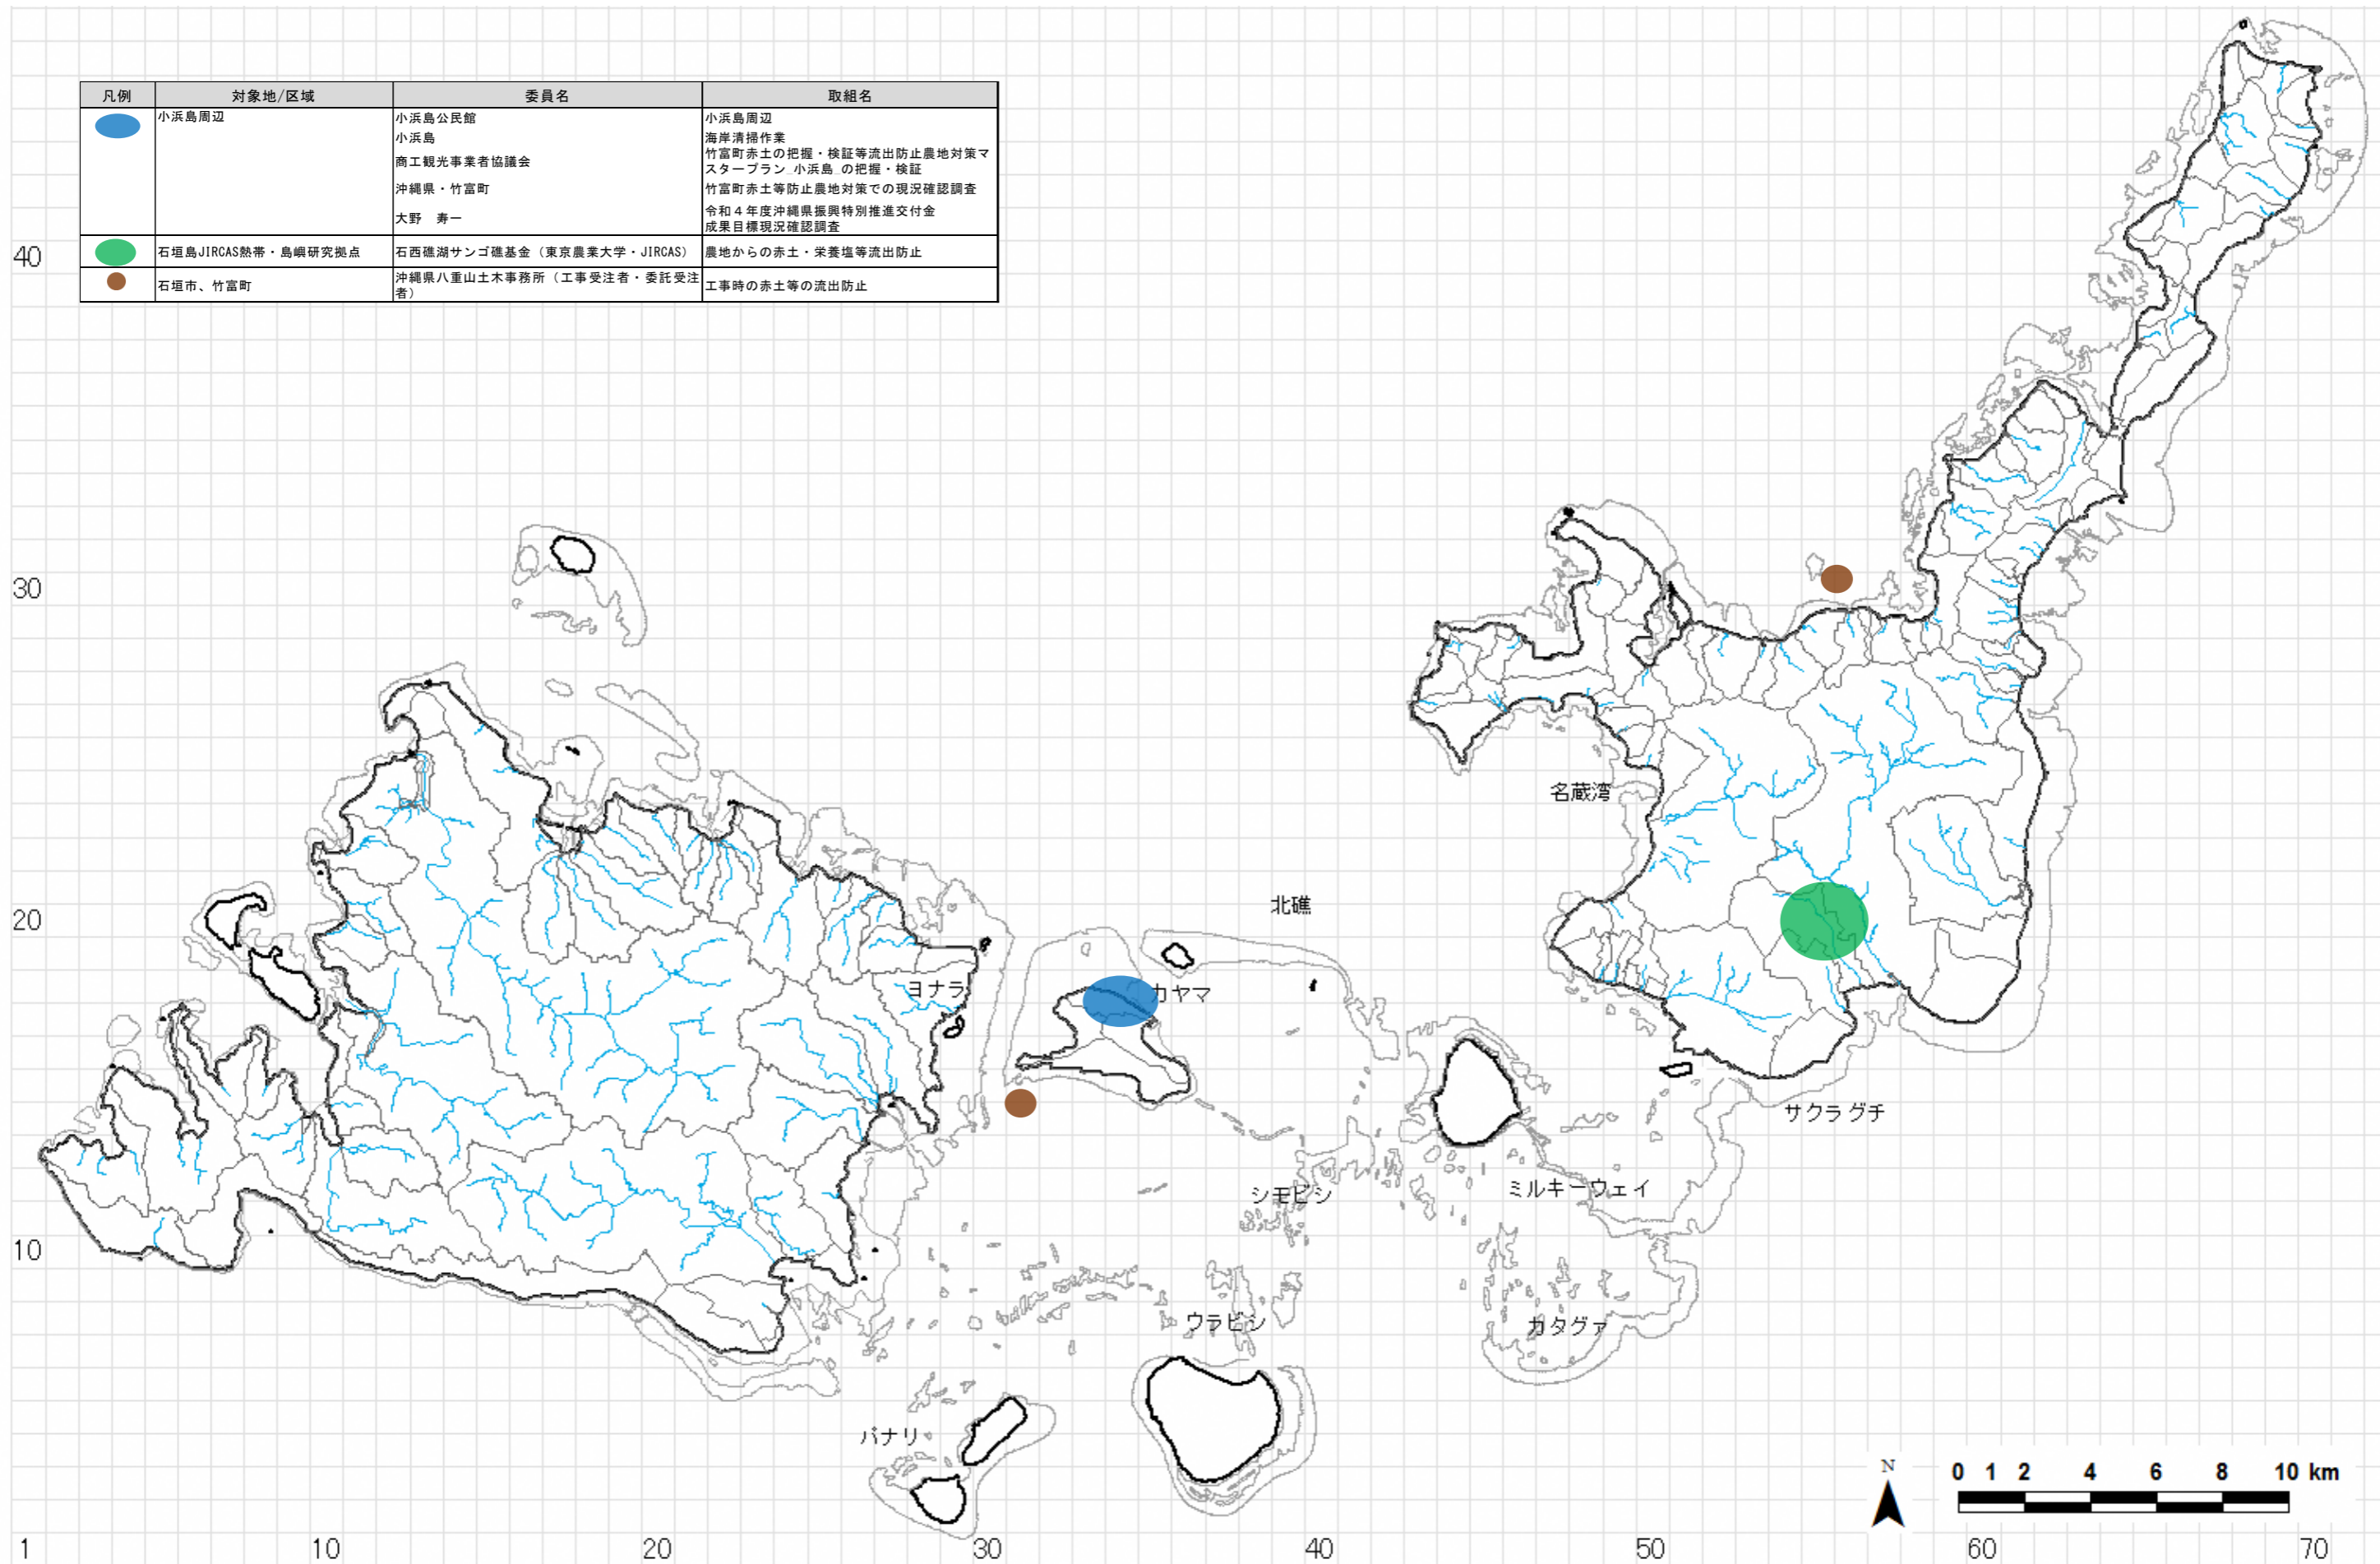 凡例 対象地/区域 委員名 取組名
小浜島周辺 小浜島公民館 小浜島周辺
小浜島 海岸清掃作業
商工観光事業者協議会 竹富町赤土の把握・検証等流出防止農地対策マ
スタープラン_小浜島_の把握・検証
沖縄県・竹富町 竹富町赤土等防止農地対策での現況確認調査
大野 寿一 令和４年度沖縄県振興特別推進交付金
成果目標現況確認調査
石垣島JIRCAS熱帯・島嶼研究拠点 石西礁湖サンゴ礁基金（東京農業大学・JIRCAS） 農地からの赤土・栄養塩等流出防止
石垣市、竹富町 沖縄県八重山土木事務所（工事受注者・委託受注
者） 工事時の赤土等の流出防止
40
30
名蔵湾
北礁
20
ヨナラ
カヤマ
サクラグチ
シモビシ
ミルキーウェイ
10
ウラビシ
カタグァ
パナリ
N
0 1 2 4 6 8 10 km
1 10 20 30 40 50 60 70